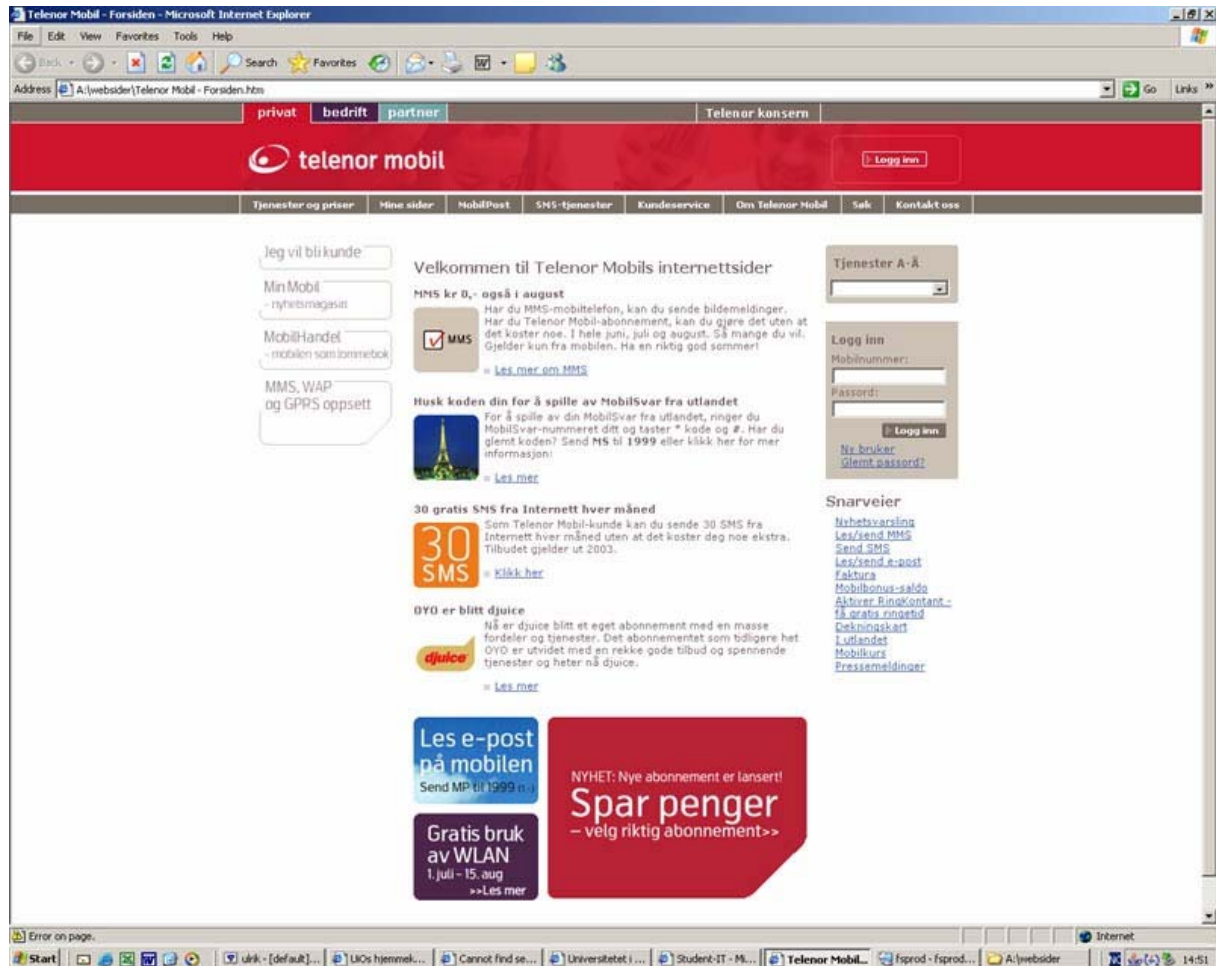 Telenor Mobil - Forsiden - Microsoft Internet Explorer
File Edit View Favorites Tools Help
Back Search Favorites
Address A:\websider\Telenor Mobil - Forsiden.htm Go Links »
privat bedrift partner Telenor konsern
telenor mobil
Logg inn
Tjenester og priser Mine sider MobilPost SMS-tjenester Kundeservice Om Telenor Mobil Søk Kontakt oss
Jeg vil bli kunde
Min Mobil
- nyhetsmagasin
MobilHandel
- mobilen som lommebok
MMS, WAP
og GPRS oppsett
Velkommen til Telenor Mobils internettsider
MMS kr 0,- også i august
MMS
Har du MMS-mobiltelefon, kan du sende bildemeldinger.
Har du Telenor Mobil-abonnement, kan du gjøre det uten at
det koster noe. I hele juni, juli og august. Så mange du vil.
Gjelder kun fra mobilen. Ha en riktig god sommer!
Les mer om MMS
Husk koden din for å spille av MobilSvar fra utlandet
For å spille av din MobilSvar fra utlandet, ringer du
MobilSvar-nummeret ditt og taster * kode og #. Har du
glemt koden? Send MS til 1999 eller klikk her for mer
informasjon!
Les mer
30 gratis SMS fra Internett hver måned
30
SMS
Som Telenor Mobil-kunde kan du sende 30 SMS fra
Internett hver måned uten at det koster deg noe ekstra.
Tilbudet gjelder ut 2003.
Klikk her
OYO er blitt djuice
djuice
Nå er djuice blitt et eget abonnement med en masse
fordeler og tjenester. Det abonnementet som tidligere het
OYO er utvidet med en rekke gode tilbud og spennende
tjenester og heter nå djuice.
Les mer
Les e-post
på mobilen
Send MP til 1999
Gratis bruk
av WLAN
1. juli - 15. aug
>>Les mer
NYHET: Nye abonnement er lansert!
Spar penger
– velg riktig abonnement>>
Tjenester A-Å
Logg inn
Mobilnummer:
Passord:
Logg inn
Ny bruker
Glemt passord?
Snarveier
Nyhetsvarsling
Les/send MMS
Send SMS
Les/send e-post
Faktura
Mobilbonus-saldo
Aktiver RingKontant -
få gratis ringetid
Dekningskart
I utlandet
Mobilkurs
Pressemeldinger
Error on page. Internet
Start ulrik - [default]... UiOs hjemmek... Cannot find se... Universitetet i ... Student-IT - Mi... Telenor Mobil... fsprod - fsprod... A:\websider 14:51